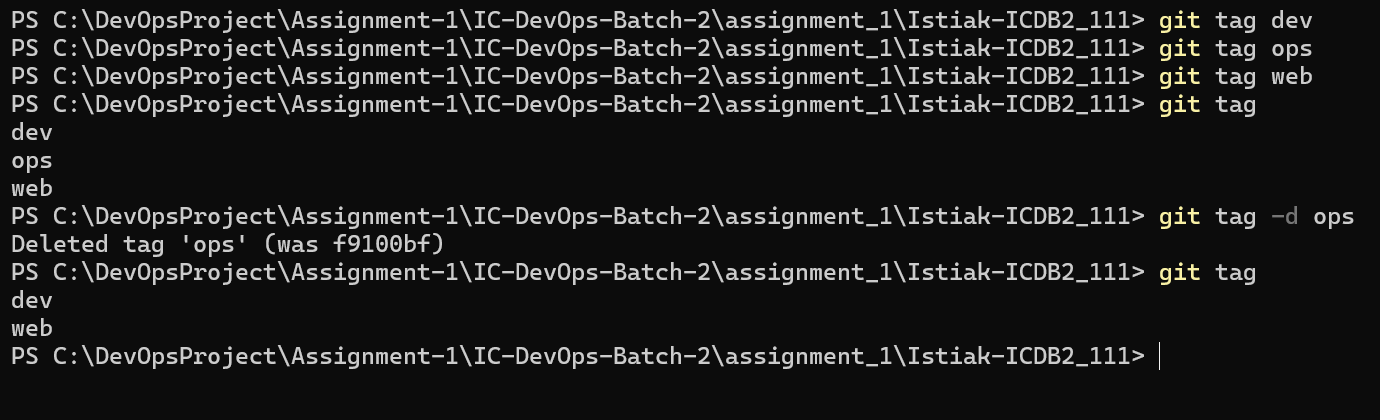 PS C:\DevOpsProject\Assignment-1\IC-DevOps-Batch-2\assignment_1\Istiak-ICDB2_111> git tag dev
PS C:\DevOpsProject\Assignment-1\IC-DevOps-Batch-2\assignment_1\Istiak-ICDB2_111> git tag ops
PS C:\DevOpsProject\Assignment-1\IC-DevOps-Batch-2\assignment_1\Istiak-ICDB2_111> git tag web
PS C:\DevOpsProject\Assignment-1\IC-DevOps-Batch-2\assignment_1\Istiak-ICDB2_111> git tag
dev
ops
web
PS C:\DevOpsProject\Assignment-1\IC-DevOps-Batch-2\assignment_1\Istiak-ICDB2_111> git tag -d ops
Deleted tag 'ops' (was f9100bf)
PS C:\DevOpsProject\Assignment-1\IC-DevOps-Batch-2\assignment_1\Istiak-ICDB2_111> git tag
dev
web
PS C:\DevOpsProject\Assignment-1\IC-DevOps-Batch-2\assignment_1\Istiak-ICDB2_111>